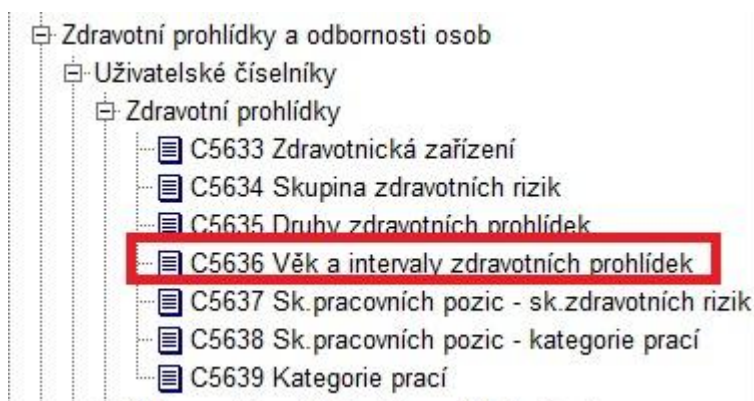 Zdravotní prohlídky a odbornosti osob
Uživatelské číselníky
Zdravotní prohlídky
C5633 Zdravotnická zařízení
C5634 Skupina zdravotních rizik
C5635 Druhy zdravotních prohlídek
C5636 Věk a intervaly zdravotních prohlídek
C5637 Sk.pracovních pozic - sk.zdravotních rizik
C5638 Sk.pracovních pozic - kategorie prací
C5639 Kategorie prací